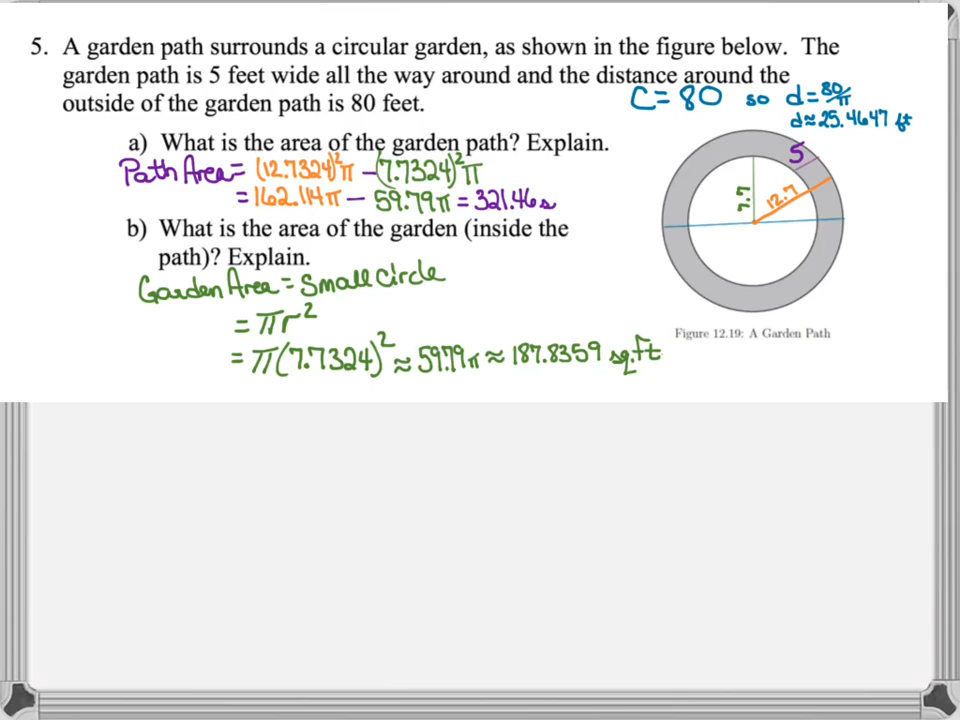 5. A garden path surrounds a circular garden, as shown in the figure below. The
garden path is 5 feet wide all the way around and the distance around the
outside of the garden path is 80 feet.
C = 80 so d = 80/π
d ≈ 25.4647 ft
a) What is the area of the garden path? Explain.
Path Area = (12.7324)²π − (7.7324)²π
= 162.114π − 59.79π = 321.46
b) What is the area of the garden (inside the
path)? Explain.
Garden Area = Small Circle
= πr²
= π(7.7324)² ≈ 59.79π ≈ 187.8359 sq.ft
5
7.7
12.7
Figure 12.19: A Garden Path